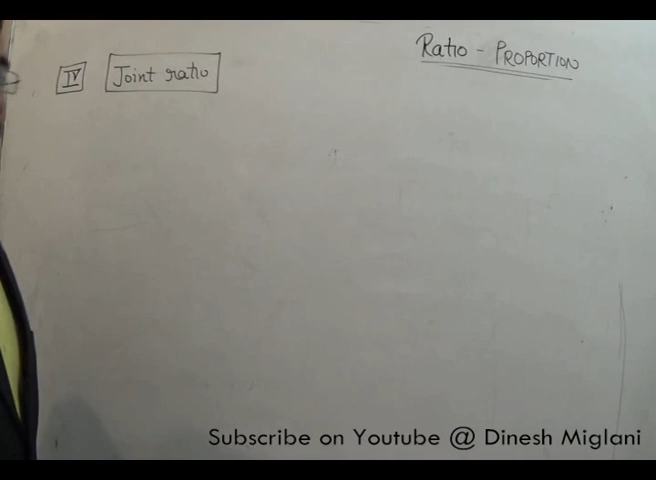 Ratio - PROPORTION
IV Joint ratio
Subscribe on Youtube @ Dinesh Miglani